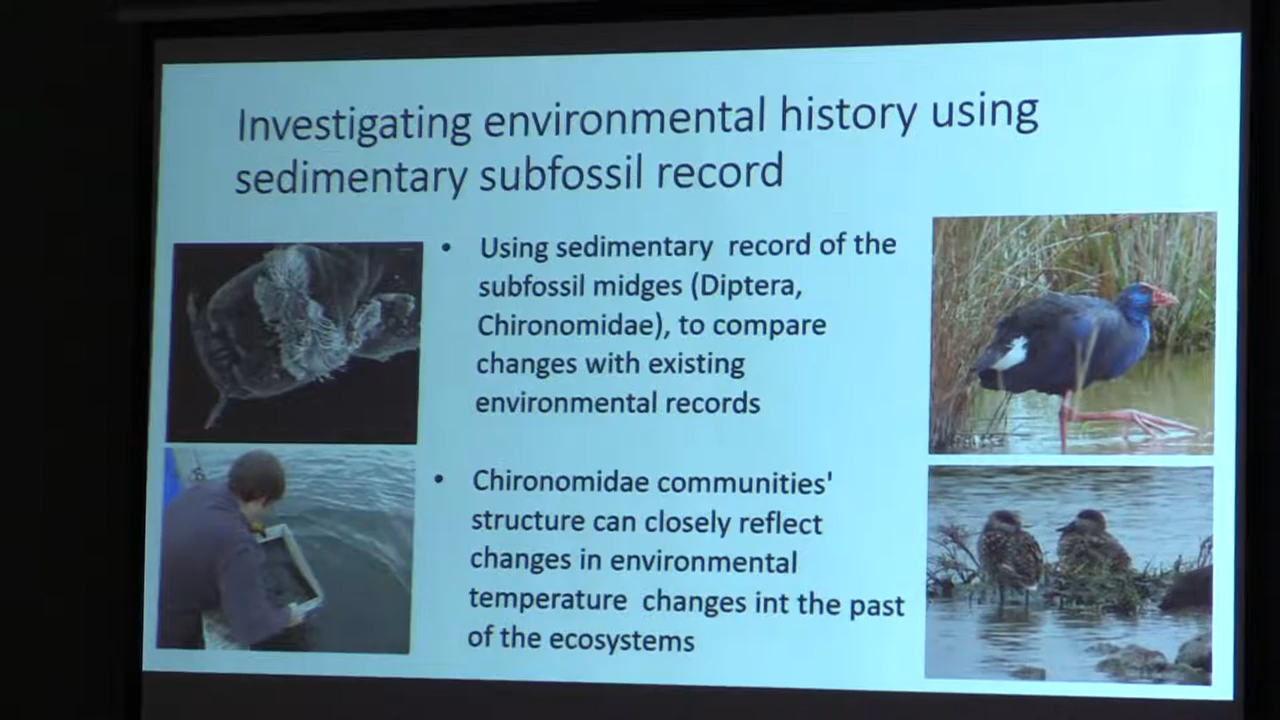 Investigating environmental history using
sedimentary subfossil record
• Using sedimentary record of the
subfossil midges (Diptera,
Chironomidae), to compare
changes with existing
environmental records
• Chironomidae communities'
structure can closely reflect
changes in environmental
temperature changes int the past
of the ecosystems